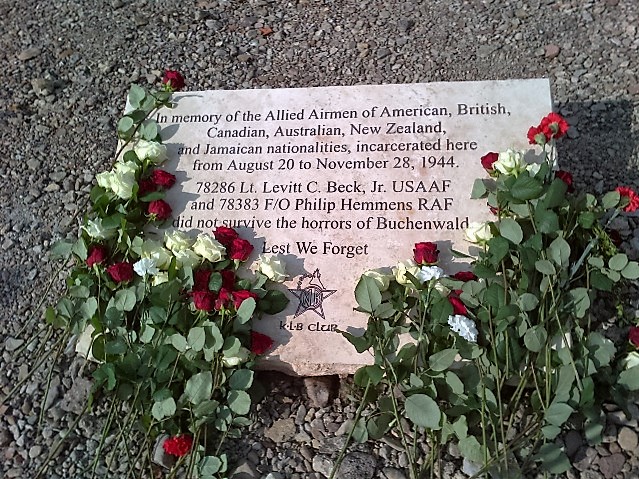 In memory of the Allied Airmen of American, British,
Canadian, Australian, New Zealand,
and Jamaican nationalities, incarcerated here
from August 20 to November 28, 1944.
78286 Lt. Levitt C. Beck, Jr. USAAF
and 78383 F/O Philip Hemmens RAF
did not survive the horrors of Buchenwald
Lest We Forget
K·L·B CLUB